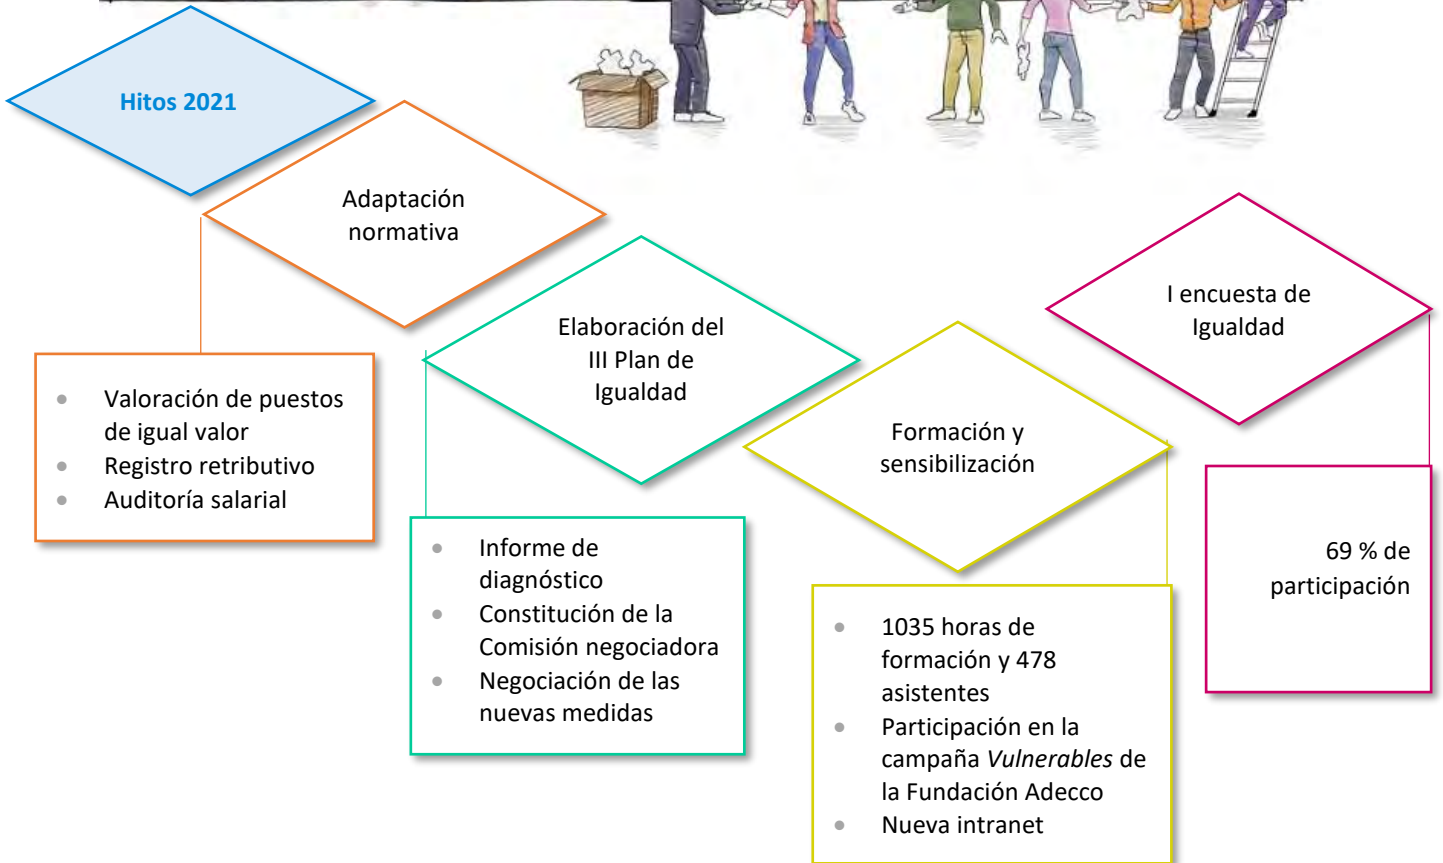 Hitos 2021
Adaptación
normativa
• Valoración de puestos
de igual valor
• Registro retributivo
• Auditoría salarial
Elaboración del
III Plan de
Igualdad
• Informe de
diagnóstico
• Constitución de la
Comisión negociadora
• Negociación de las
nuevas medidas
Formación y
sensibilización
• 1035 horas de
formación y 478
asistentes
• Participación en la
campaña Vulnerables de
la Fundación Adecco
• Nueva intranet
I encuesta de
Igualdad
69 % de
participación